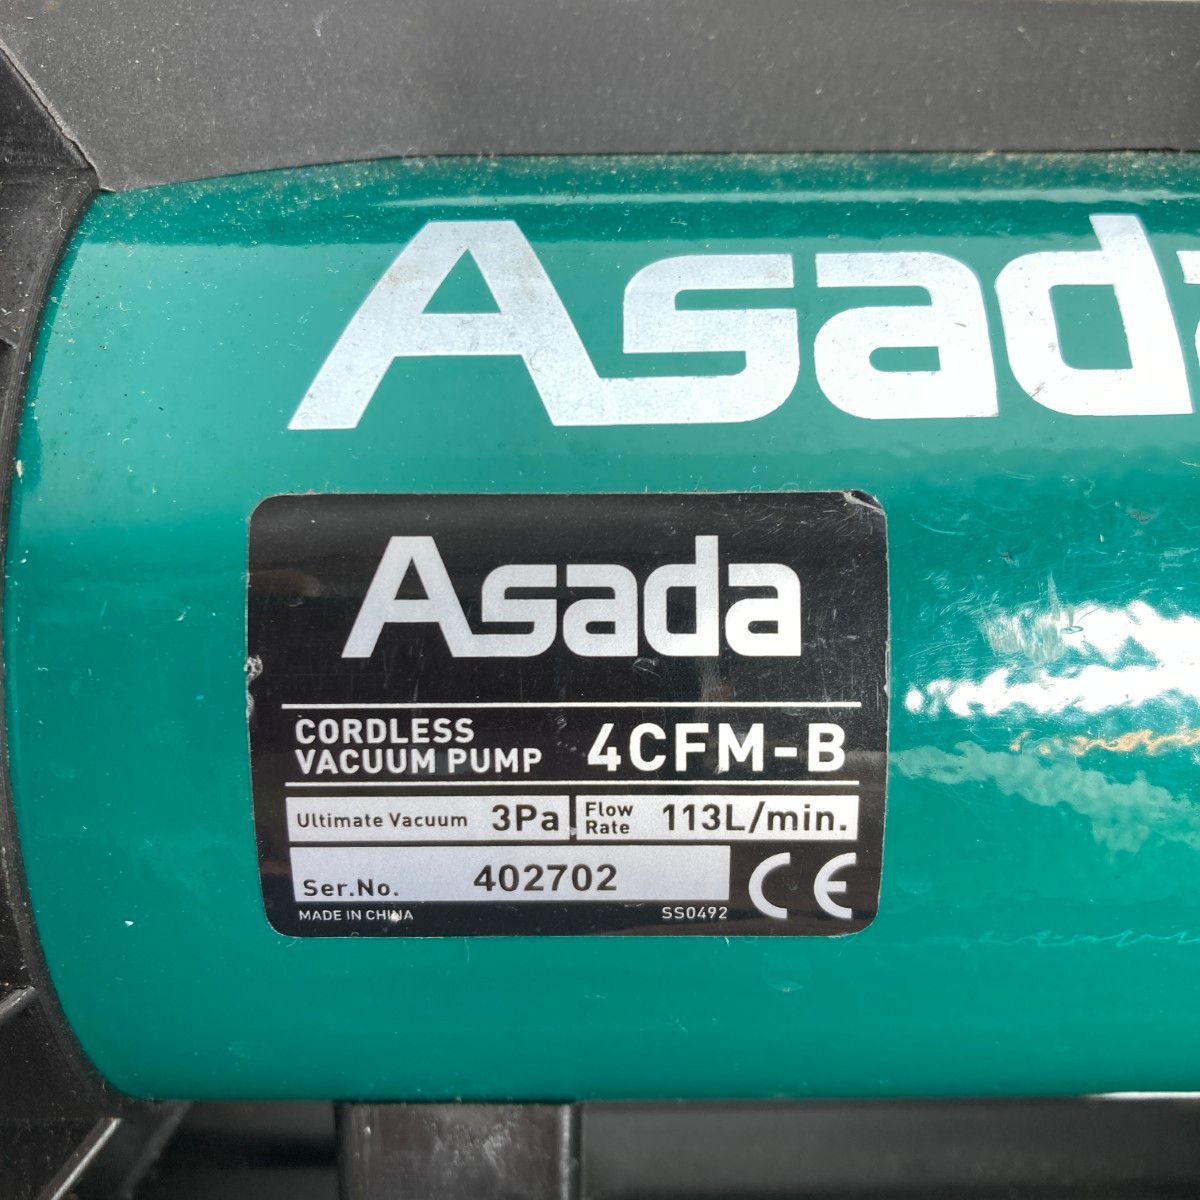 Asada
Asada
CORDLESS
VACUUM PUMP 4CFM-B
Ultimate Vacuum 3Pa Flow Rate 113L/min.
Ser.No. 402702
MADE IN CHINA SS0492 CE